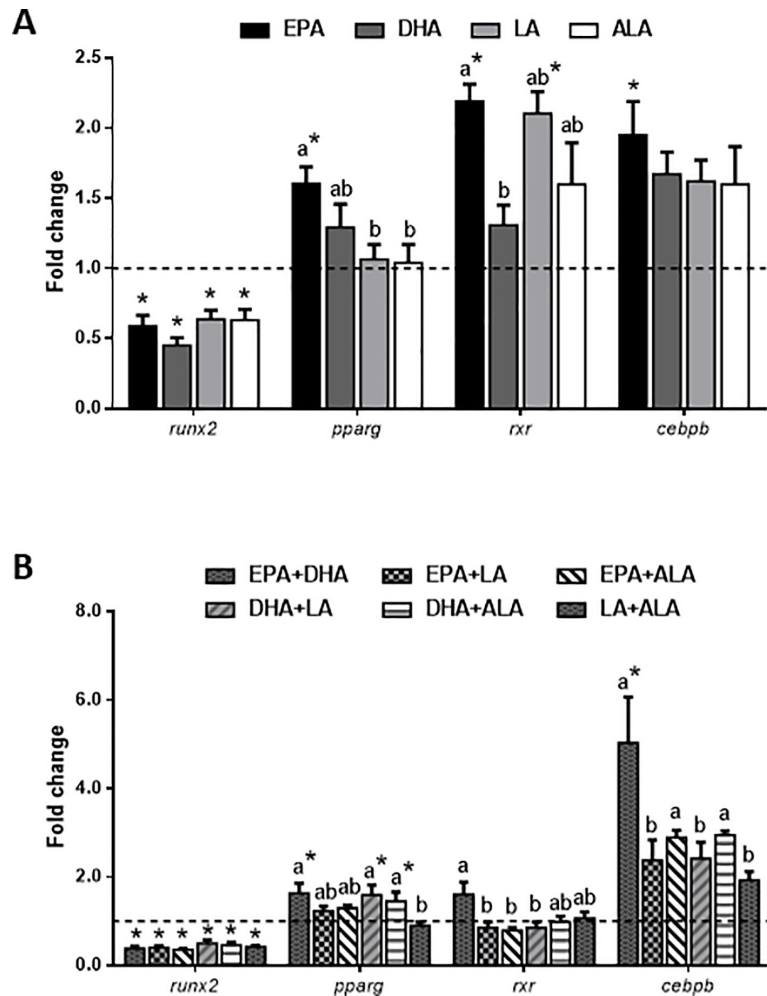 A
EPA DHA LA ALA
2.5
2.0
1.5
1.0
0.5
0.0
Fold change
* * * *
a* ab b b
a* b ab* ab
*
runx2 pparg rxr cebpb
B
EPA+DHA EPA+LA EPA+ALA
DHA+LA DHA+ALA LA+ALA
8.0
6.0
4.0
2.0
0.0
Fold change
* * * * * *
a* ab ab a* a* b
a b b b ab ab
a* b a b a b
runx2 pparg rxr cebpb